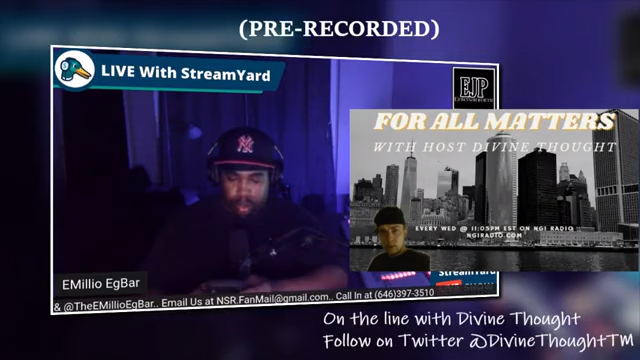 (PRE-RECORDED)
LIVE With StreamYard
EJP
FOR ALL MATTERS
WITH HOST DIVINE THOUGHT
NY
EVERY WED @ 11:05PM EST ON NGI RADIO
NGIRADIO.COM
EMillio EgBar
StreamYard
& @TheEMillioEgBar.. Email Us at NSR.FanMail@gmail.com.. Call In at (646)397-3510
On the line with Divine Thought
Follow on Twitter @DivineThoughtTM